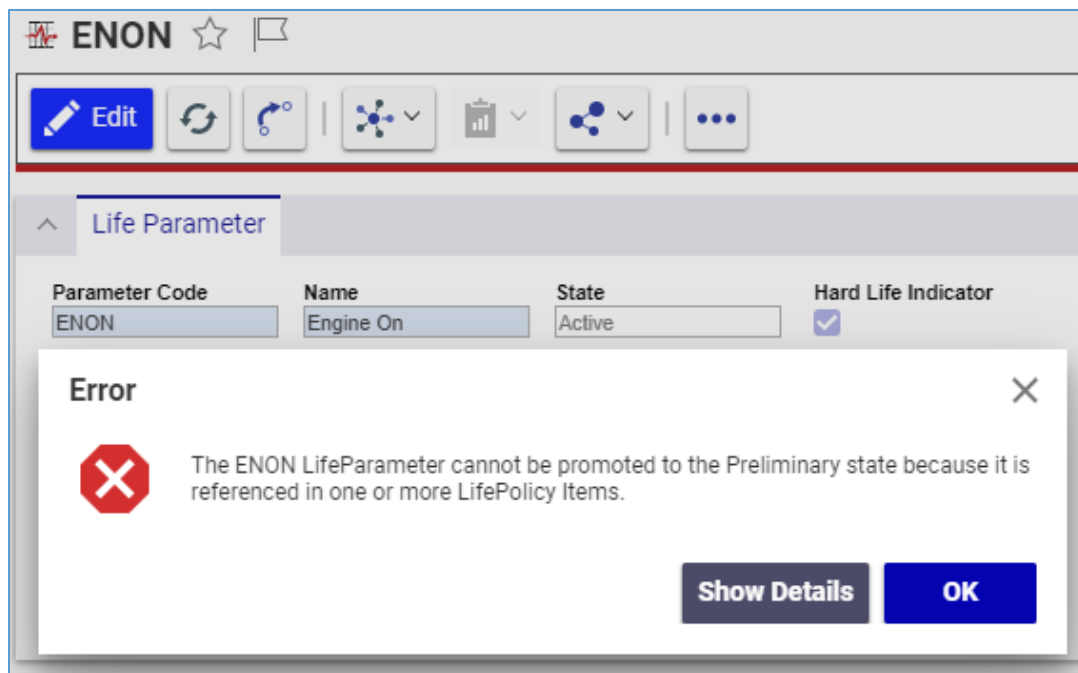 ENON
Edit
Life Parameter
Parameter Code Name State Hard Life Indicator
ENON Engine On Active
Error
The ENON LifeParameter cannot be promoted to the Preliminary state because it is
referenced in one or more LifePolicy Items.
Show Details OK